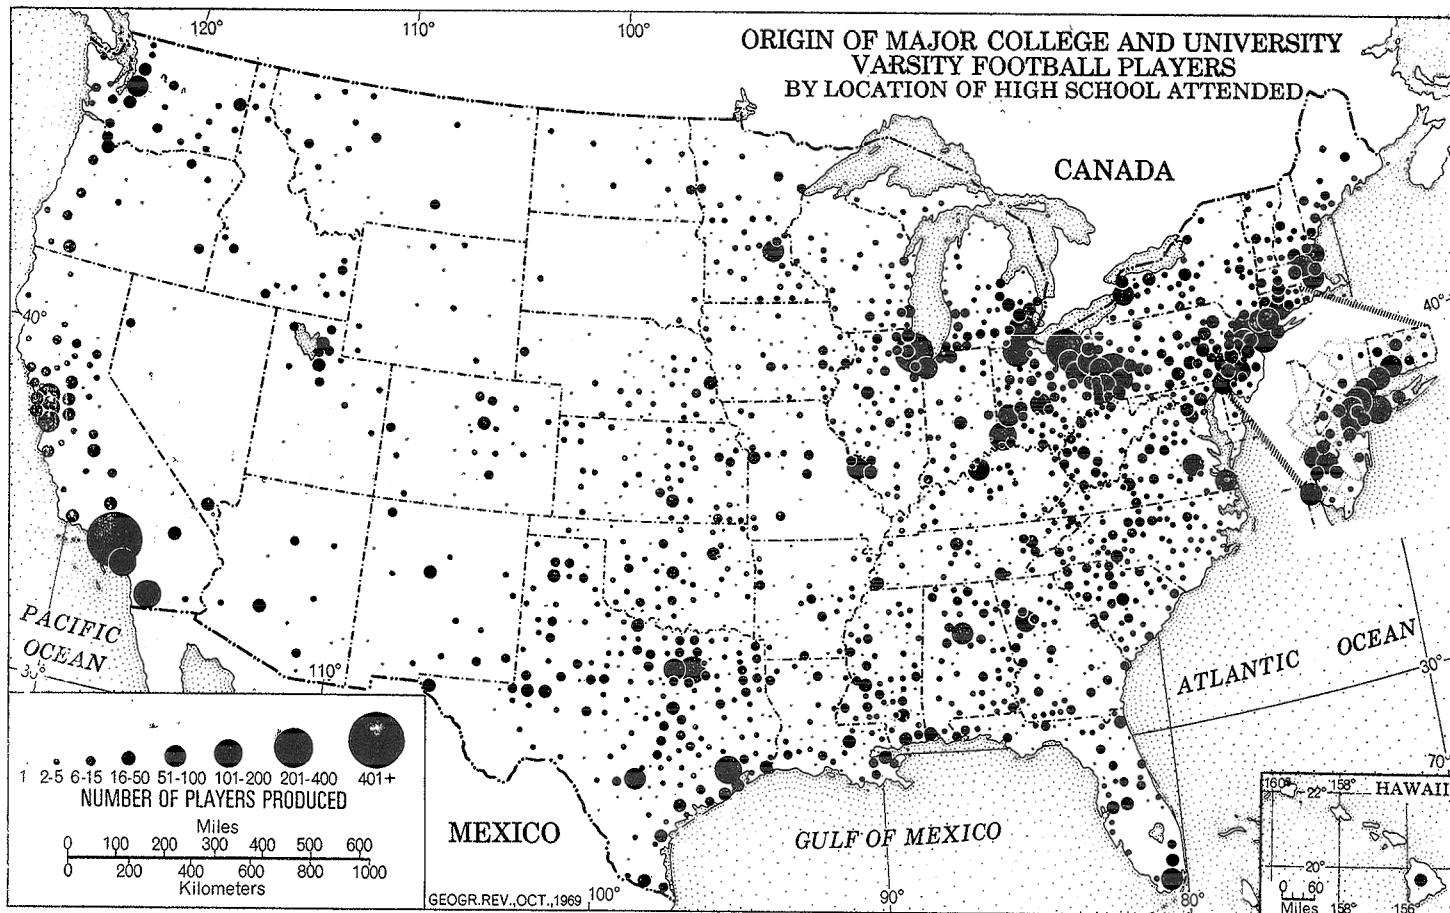 120°
110°
100°
ORIGIN OF MAJOR COLLEGE AND UNIVERSITY
VARSITY FOOTBALL PLAYERS
BY LOCATION OF HIGH SCHOOL ATTENDED
CANADA
40°
40°
PACIFIC
OCEAN
30°
110°
ATLANTIC OCEAN
30°
1 2-5 6-15 16-50 51-100 101-200 201-400 401+
NUMBER OF PLAYERS PRODUCED
Miles
0 100 200 300 400 500 600
0 200 400 600 800 1000
Kilometers
MEXICO
GULF OF MEXICO
GEOGR. REV., OCT., 1969
100°
90°
80°
70°
160° 158° HAWAII
22°
20°
0 60
Miles 158° 156°